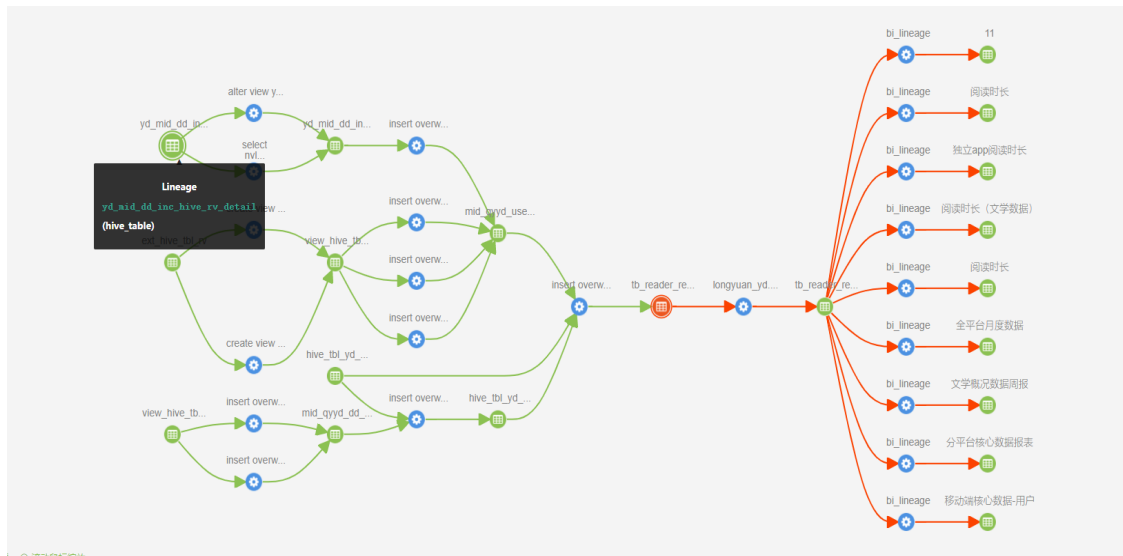 bi_lineage 11
alter view y...
bi_lineage 阅读时长
yd_mid_dd_in...
yd_mid_dd_in...
insert overw...
select
nvl...
bi_lineage 独立app阅读时长
Lineage
yd_mid_dd_inc_hive_rv_detail
(hive_table)
view ...
insert overw...
mid_qyyd_use...
bi_lineage 阅读时长（文学数据）
ext_hive_tbl_rv
view_hive_tb...
insert overw...
bi_lineage 阅读时长
insert overw...
tb_reader_re...
longyuan_yd....
tb_reader_re...
insert overw...
bi_lineage 全平台月度数据
create view ...
hive_tbl_yd_...
bi_lineage 文学概况数据周报
view_hive_tb...
insert overw...
mid_qyyd_dd_...
insert overw...
hive_tbl_yd_...
bi_lineage 分平台核心数据报表
insert overw...
bi_lineage 移动端核心数据-用户